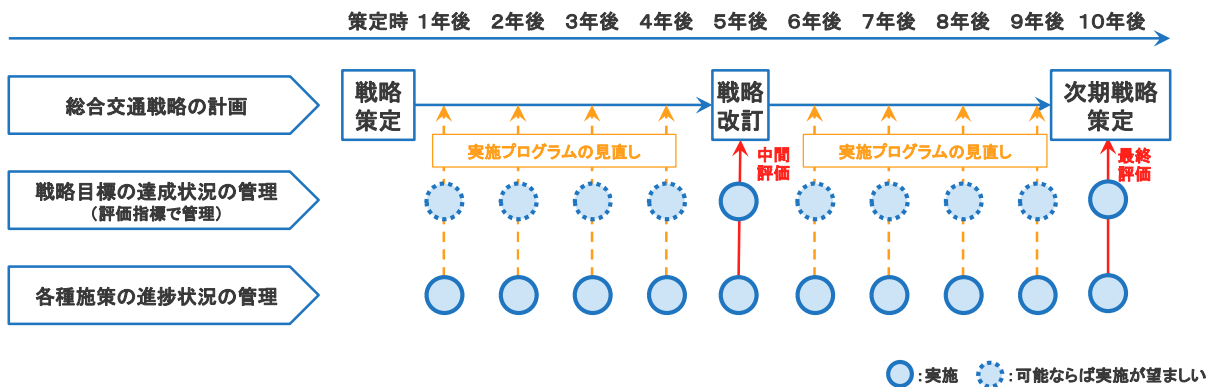 策定時 1年後 2年後 3年後 4年後 5年後 6年後 7年後 8年後 9年後 10年後
総合交通戦略の計画
戦略
策定
戦略
改訂
次期戦略
策定
実施プログラムの見直し
中間
評価
実施プログラムの見直し
最終
評価
戦略目標の達成状況の管理
(評価指標で管理)
各種施策の進捗状況の管理
:実施
:可能ならば実施が望ましい